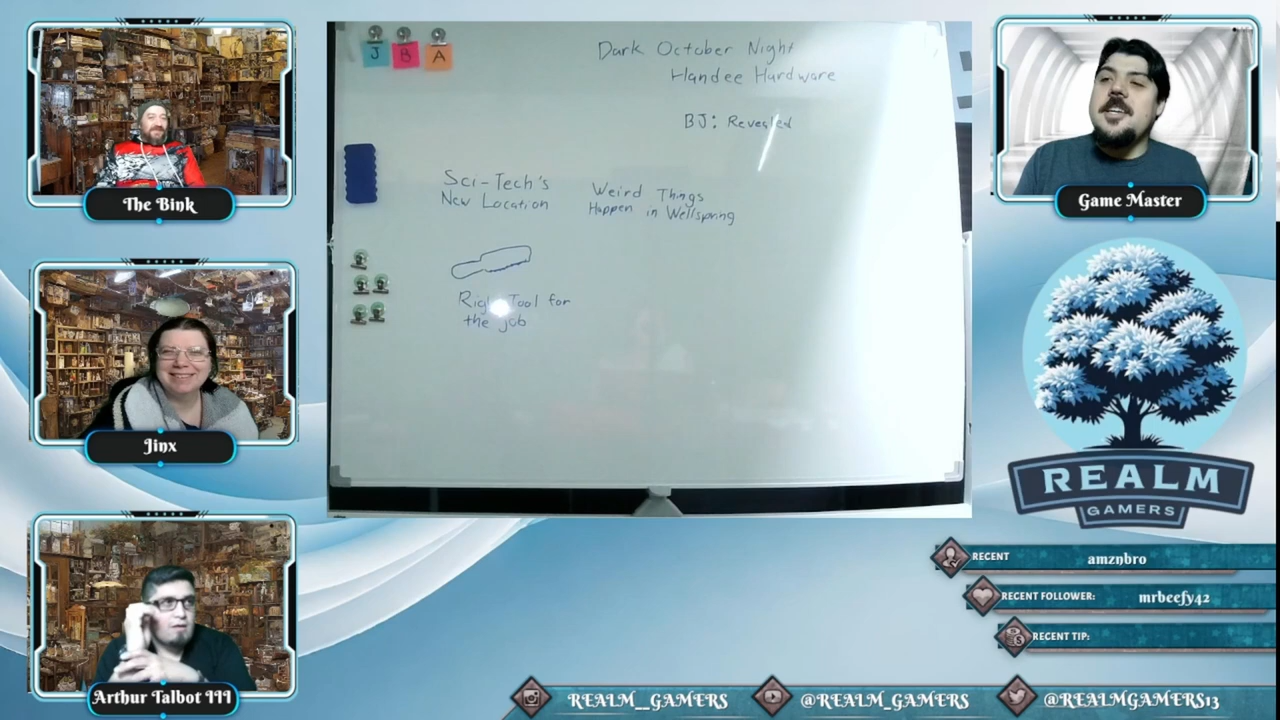 J B A
Dark October Night
Handee Hardware
BJ: Revealed
Sci-Tech's
New Location
Weird Things
Happen in Wellspring
Tool for
the job
The Bink
Jinx
Arthur Talbot III
Game Master
REALM
GAMERS
RECENT amznbro
RECENT FOLLOWER: mrbeefy42
RECENT TIP:
REALM__GAMERS @REALM_GAMERS @REALMGAMERS13